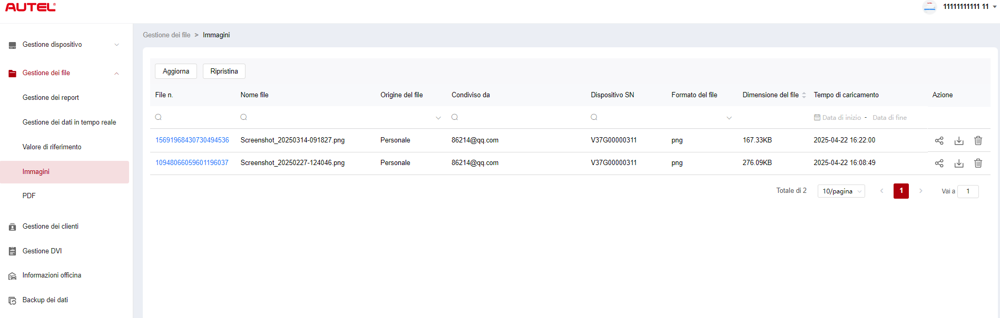 AUTEL®
11111111111 11
Gestione dispositivo
Gestione dei file
Gestione dei report
Gestione dei dati in tempo reale
Valore di riferimento
Immagini
PDF
Gestione dei clienti
Gestione DVI
Informazioni officina
Backup dei dati
Gestione dei file > Immagini
Aggiorna Ripristina
File n. Nome file Origine del file Condiviso da Dispositivo SN Formato del file Dimensione del file Tempo di caricamento Azione
Data di inizio - Data di fine
15691968430730494536 Screenshot_20250314-091827.png Personale 86214@qq.com V37G00000311 png 167.33KB 2025-04-22 16:22:00
10948066059601196037 Screenshot_20250227-124046.png Personale 86214@qq.com V37G00000311 png 276.09KB 2025-04-22 16:08:49
Totale di 2 10/pagina < 1 > Vai a 1